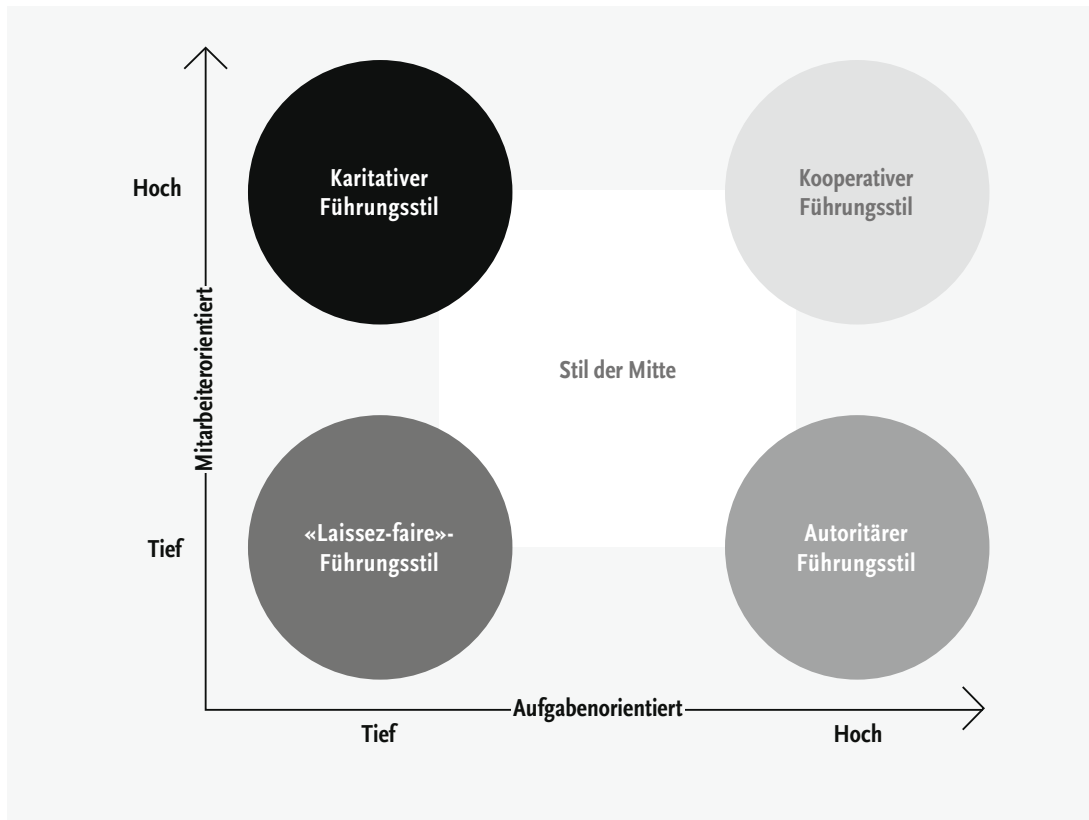 Hoch
Karitativer
Führungsstil
Kooperativer
Führungsstil
Mitarbeiterorientiert
Stil der Mitte
Tief
«Laissez-faire»-
Führungsstil
Autoritärer
Führungsstil
Aufgabenorientiert
Tief
Hoch